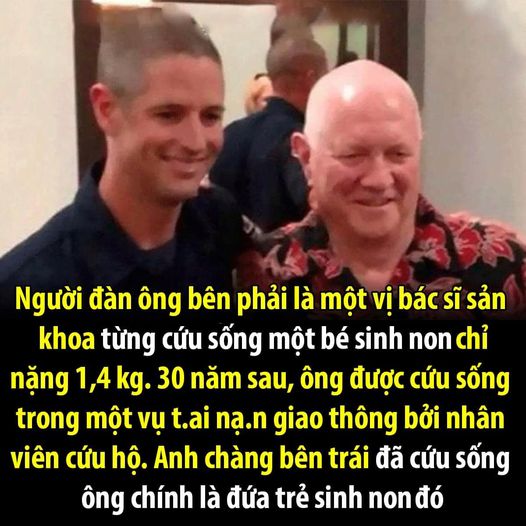 Người đàn ông bên phải là một vị bác sĩ sản
khoa từng cứu sống một bé sinh non chỉ
nặng 1,4 kg. 30 năm sau, ông được cứu sống
trong một vụ t.ai nạ.n giao thông bởi nhân
viên cứu hộ. Anh chàng bên trái đã cứu sống
ông chính là đứa trẻ sinh non đó